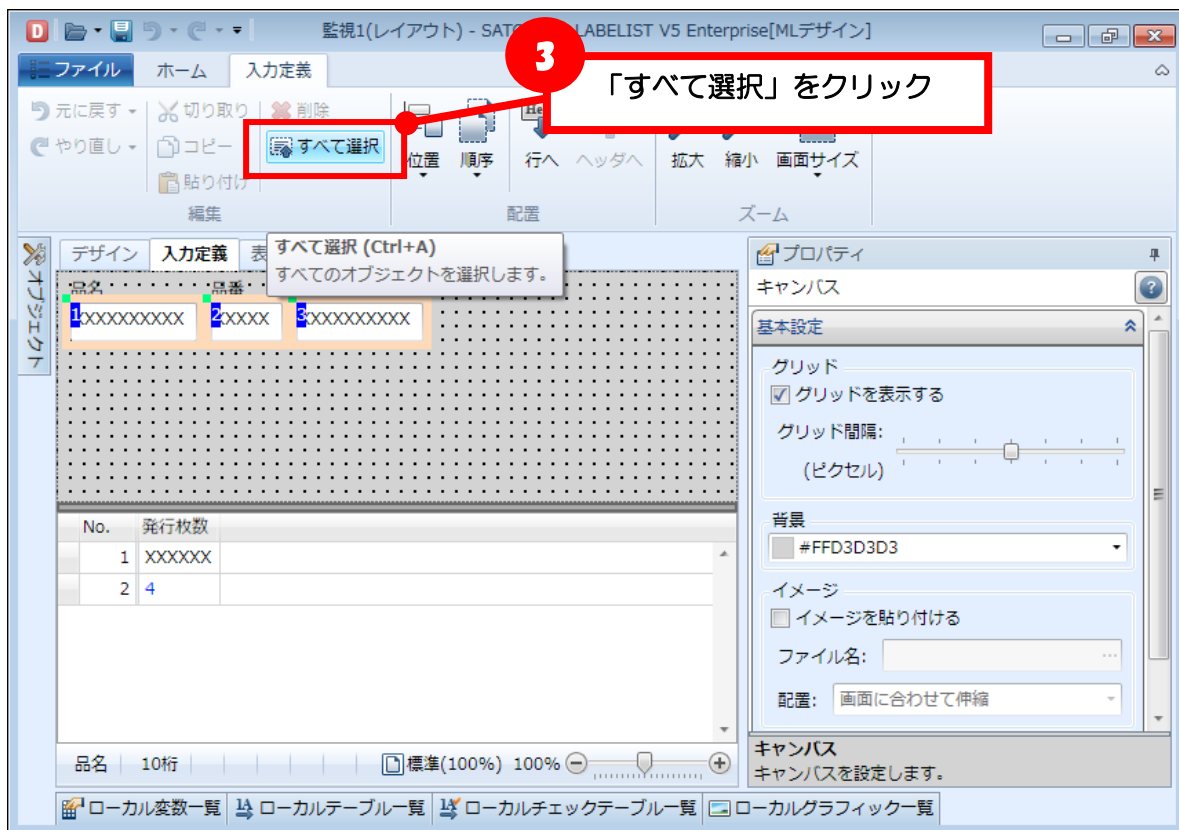 監視1(レイアウト) - SATO LABELIST V5 Enterprise[MLデザイン]
3
「すべて選択」をクリック
ファイル ホーム 入力定義
元に戻す 切り取り 削除
やり直し コピー すべて選択
貼り付け
位置 順序 行へ ヘッダへ 拡大 縮小 画面サイズ
編集 配置 ズーム
オブジェクト
デザイン 入力定義 表
すべて選択 (Ctrl+A)
すべてのオブジェクトを選択します。
品名 品番
1XXXXXXXXX 2XXXXX 3XXXXXXXXXX
No. 発行枚数
1 XXXXXX
2 4
品名 10桁 標準(100%) 100%
プロパティ
キャンバス
基本設定
グリッド
グリッドを表示する
グリッド間隔:
(ピクセル)
背景
#FFD3D3D3
イメージ
イメージを貼り付ける
ファイル名:
配置: 画面に合わせて伸縮
キャンバス
キャンバスを設定します。
ローカル変数一覧 ローカルテーブル一覧 ローカルチェックテーブル一覧 ローカルグラフィック一覧